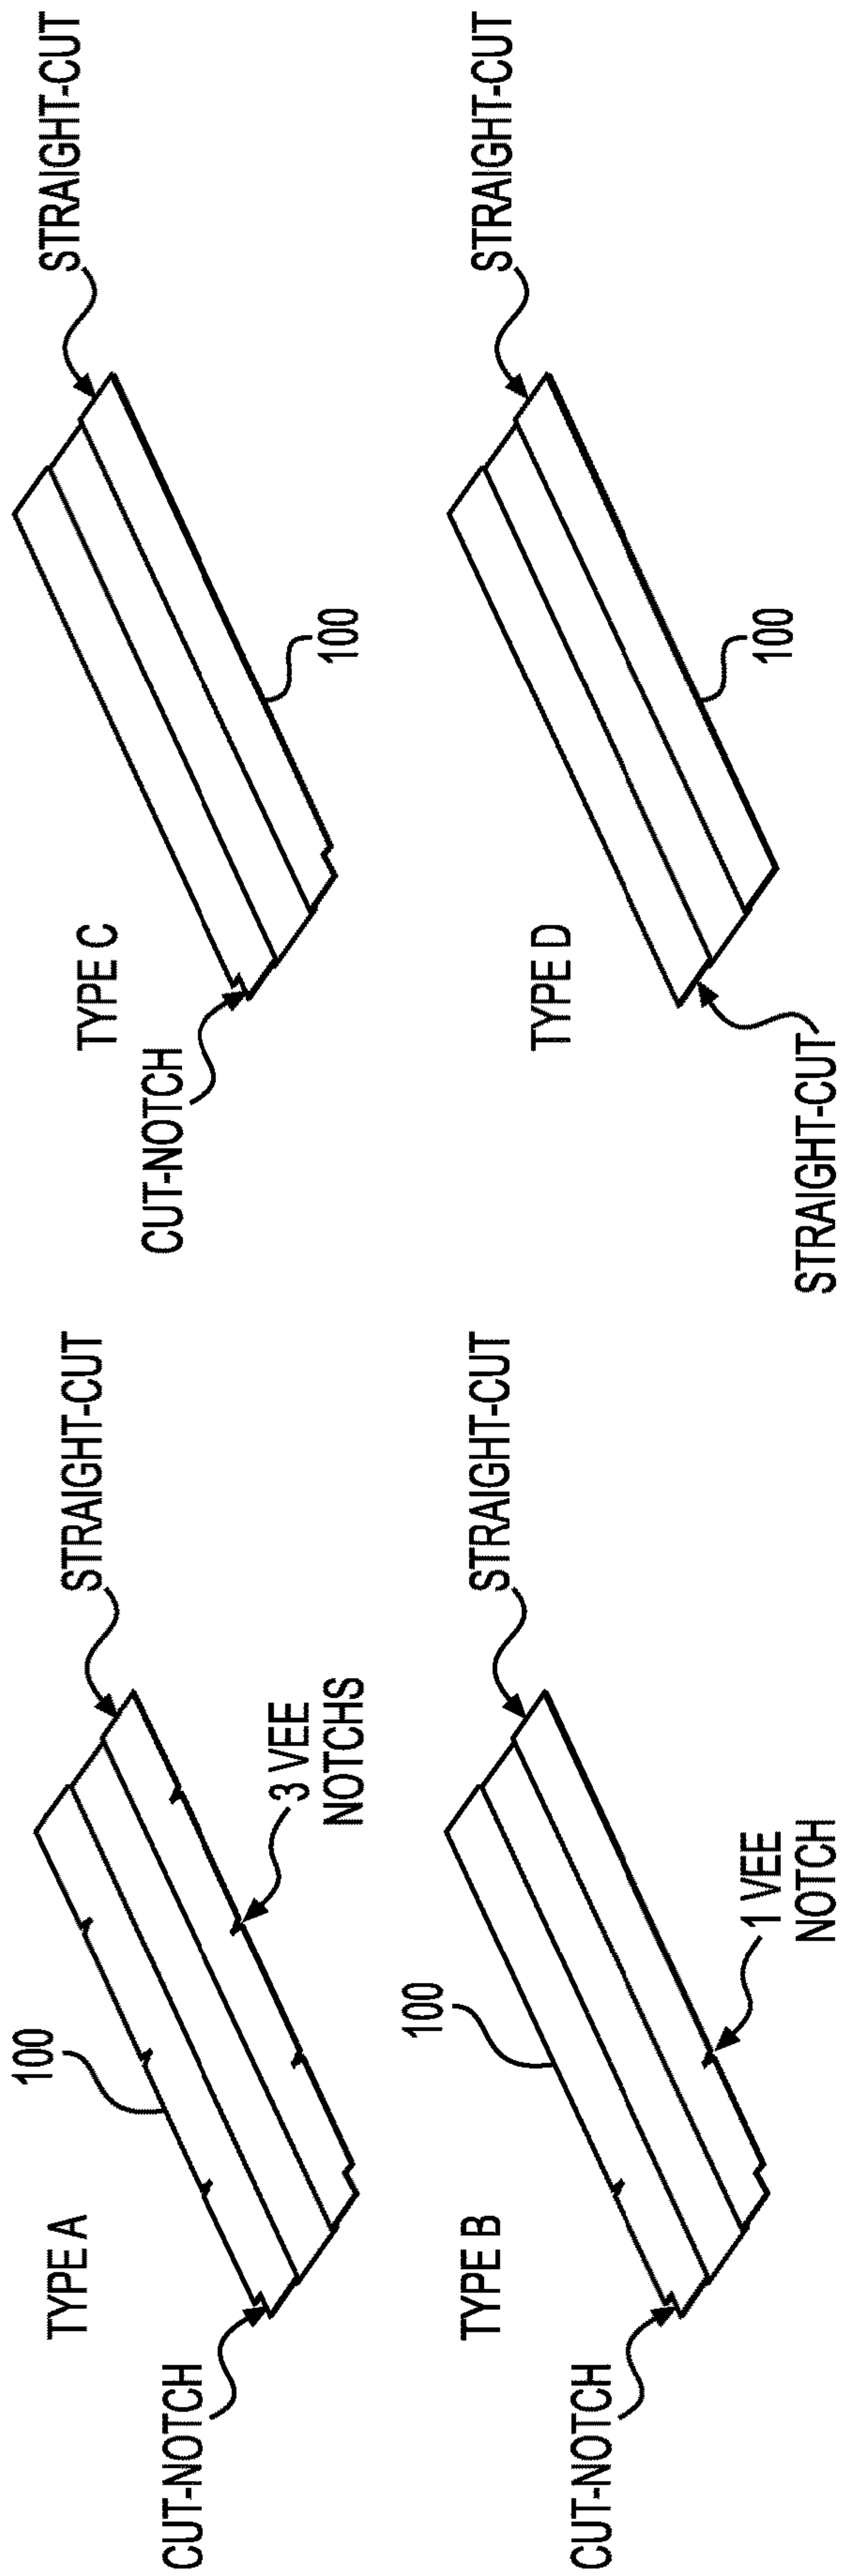 TYPE A
100
STRAIGHT-CUT
CUT-NOTCH
3 VEE
NOTCHS
TYPE C
STRAIGHT-CUT
CUT-NOTCH
100
TYPE B
100
STRAIGHT-CUT
CUT-NOTCH
1 VEE
NOTCH
TYPE D
STRAIGHT-CUT
100
STRAIGHT-CUT